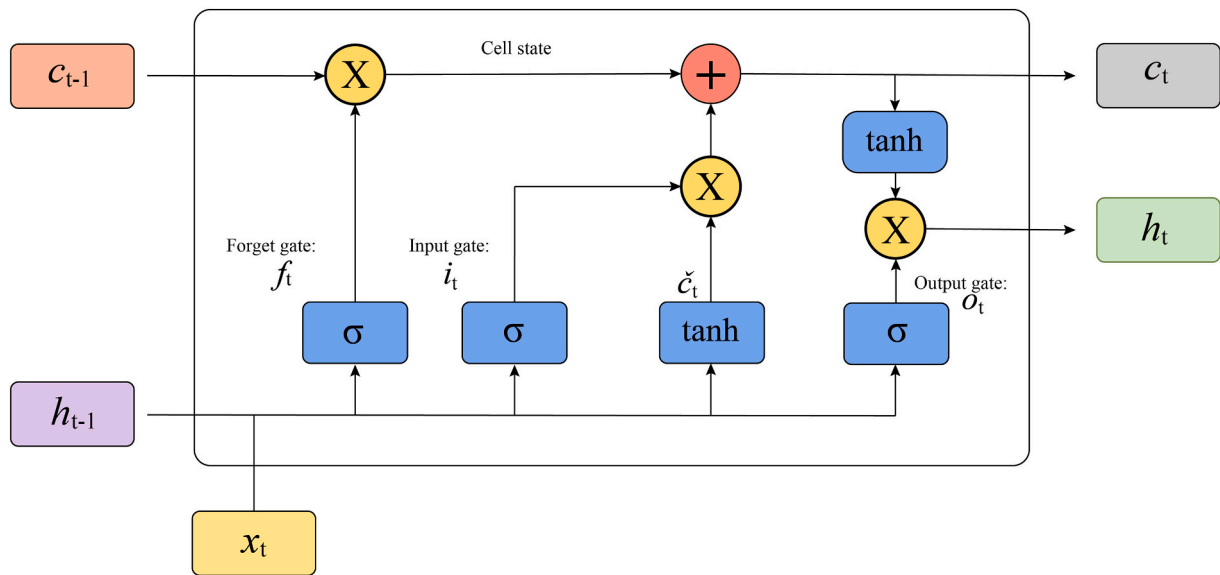 c_t-1
X
Cell state
+
c_t
tanh
X
X
h_t
Forget gate:
f_t
Input gate:
i_t
č_t
Output gate:
o_t
σ
σ
tanh
σ
h_t-1
x_t